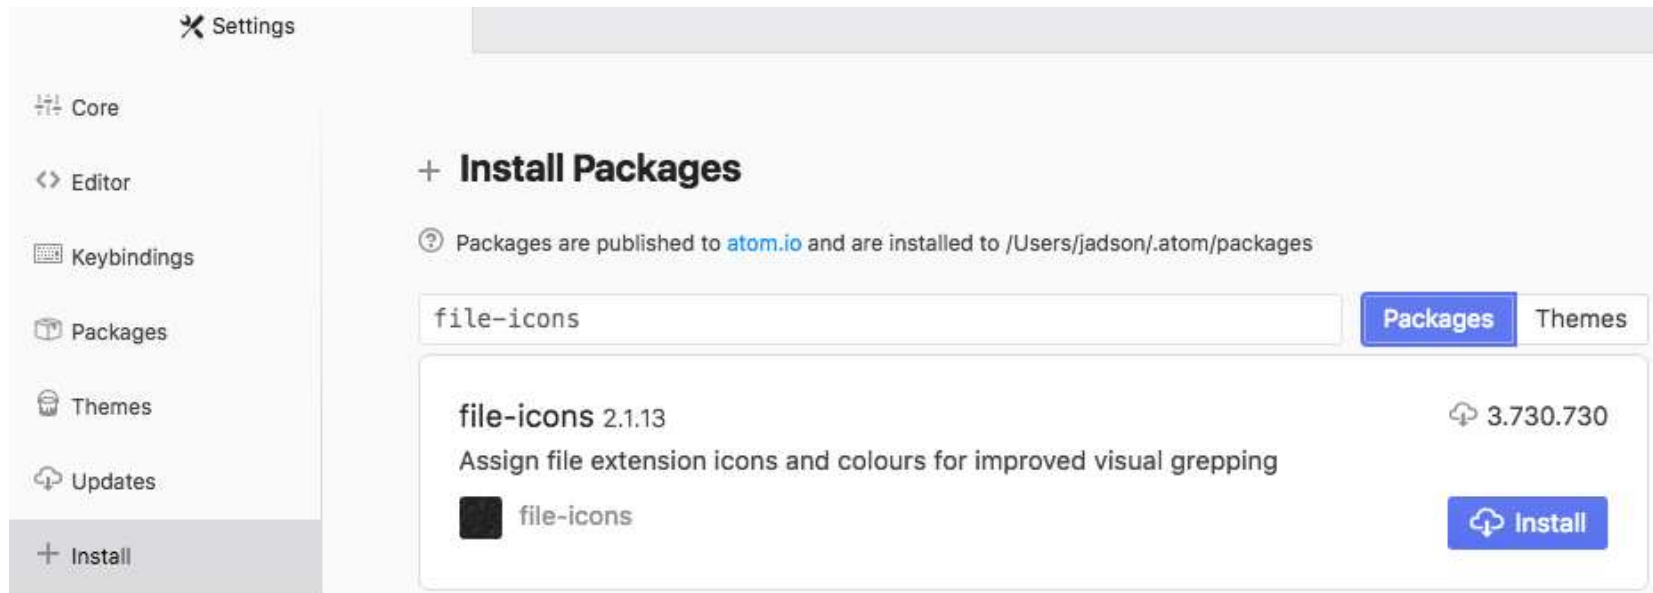 Settings
Core
Editor
Keybindings
Packages
Themes
Updates
Install
Install Packages
Packages are published to atom.io and are installed to /Users/jadson/.atom/packages
file-icons
Packages Themes
file-icons 2.1.13
3.730.730
Assign file extension icons and colours for improved visual grepping
file-icons
Install